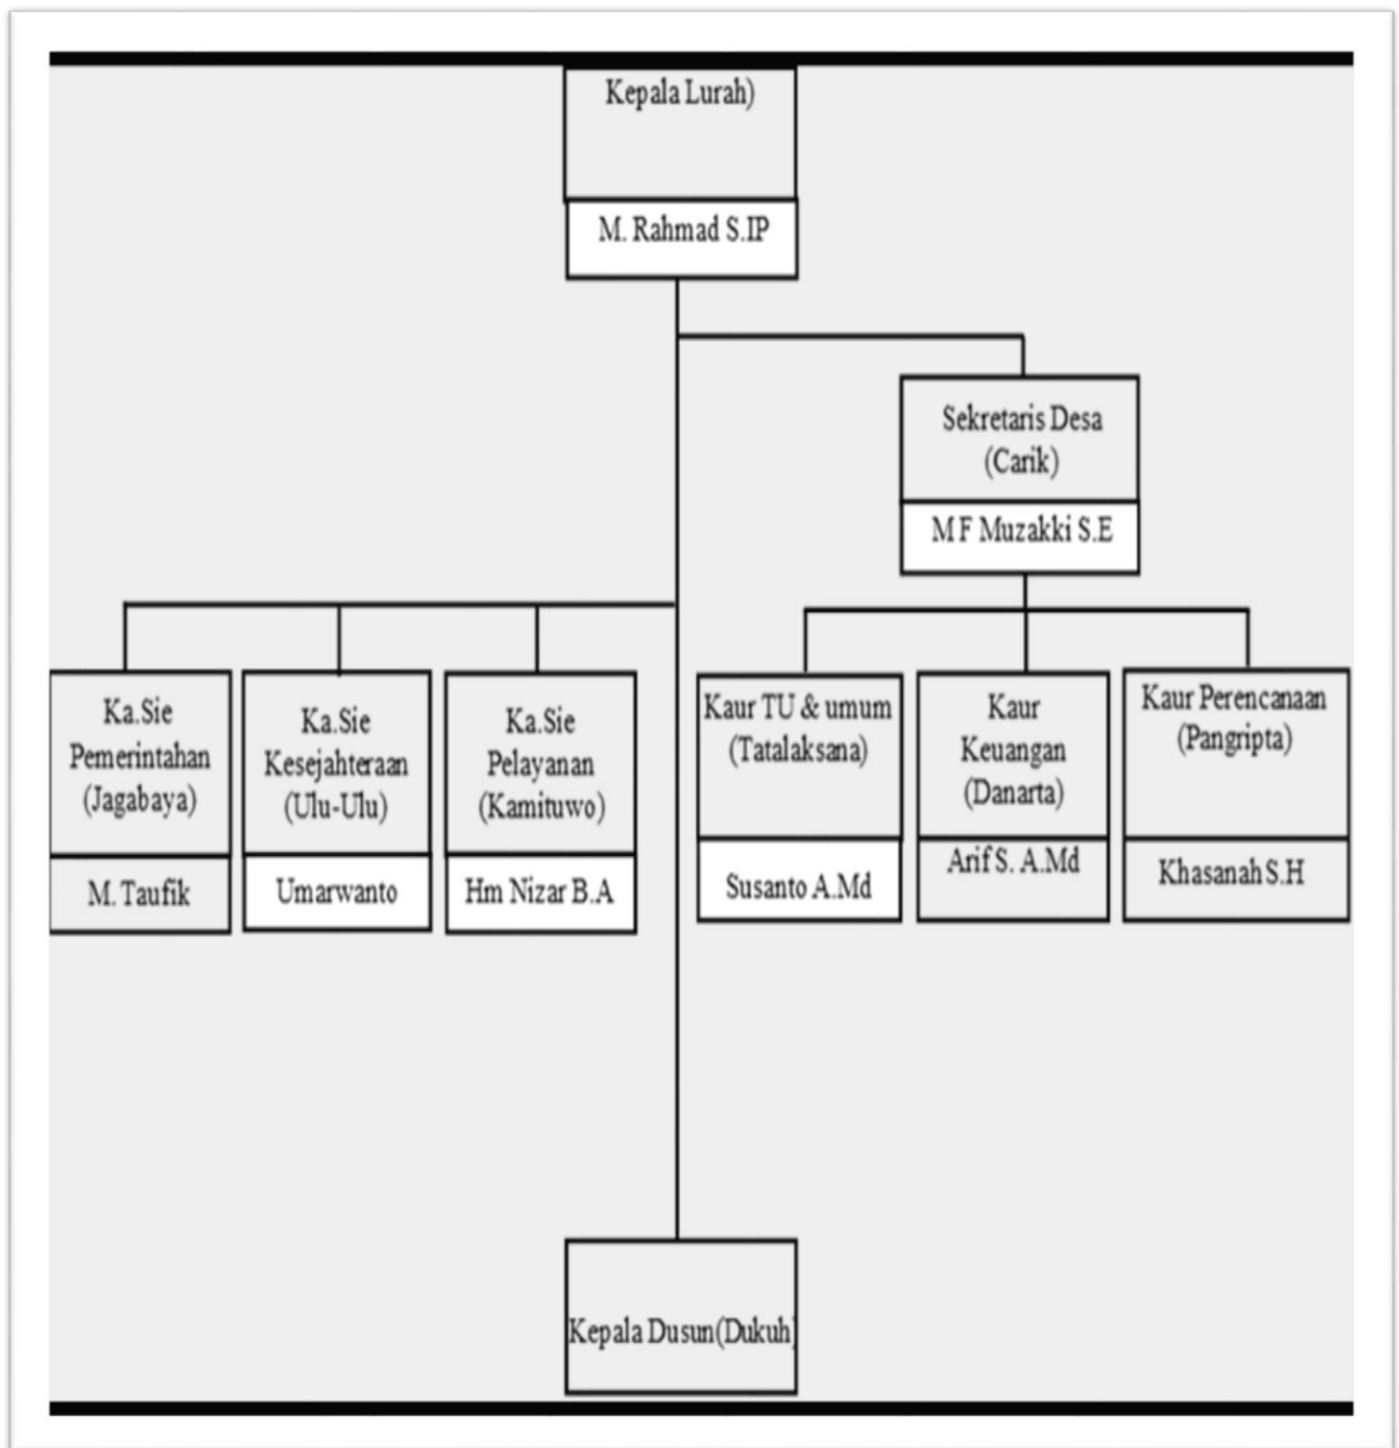 Kepala Lurah)
M. Rahmad S.IP
Sekretaris Desa
(Carik)
M F Muzakki S.E
Ka.Sie
Pemerintahan
(Jagabaya)
M. Taufik
Ka.Sie
Kesejahteraan
(Ulu-Ulu)
Umarwanto
Ka.Sie
Pelayanan
(Kamituwo)
Hm Nizar B.A
Kaur TU & umum
(Tatalaksana)
Susanto A.Md
Kaur
Keuangan
(Danarta)
Arif S. A.Md
Kaur Perencanaan
(Pangripta)
Khasanah S.H
Kepala Dusun(Dukuh)